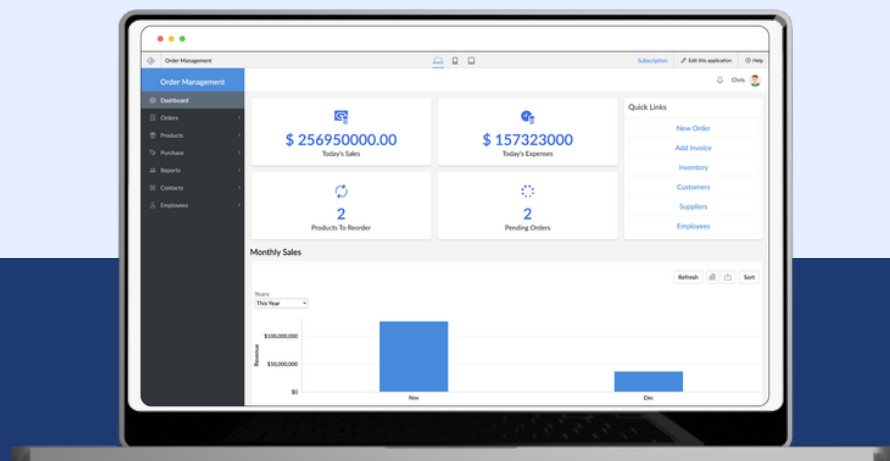 Order Management
Subscription
Edit this application
Help
Order Management
Chris
Dashboard
Orders
Products
Purchase
Reports
Contacts
Employees
$ 256950000.00
Today's Sales
$ 157323000
Today's Expenses
2
Products To Reorder
2
Pending Orders
Quick Links
New Order
Add Invoice
Inventory
Customers
Suppliers
Employees
Monthly Sales
Refresh
Sort
Years:
This Year
Revenue
$100,000,000
$50,000,000
$0
Nov
Dec